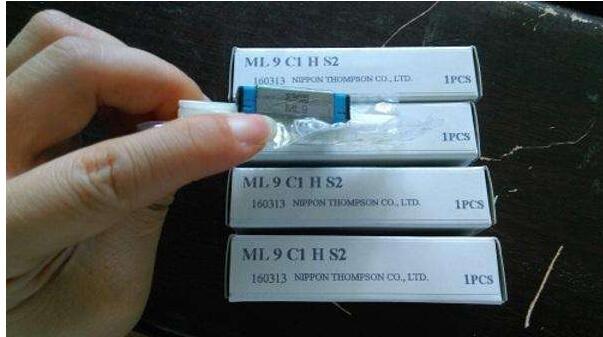 ML 9 C1 H S2
160313 NIPPON THOMPSON CO., LTD. 1PCS
ML9
1PCS
ML 9 C1 H S2
160313 NIPPON THOMPSON CO., LTD. 1PCS
ML 9 C1 H S2
160313 NIPPON THOMPSON CO., LTD. 1PCS